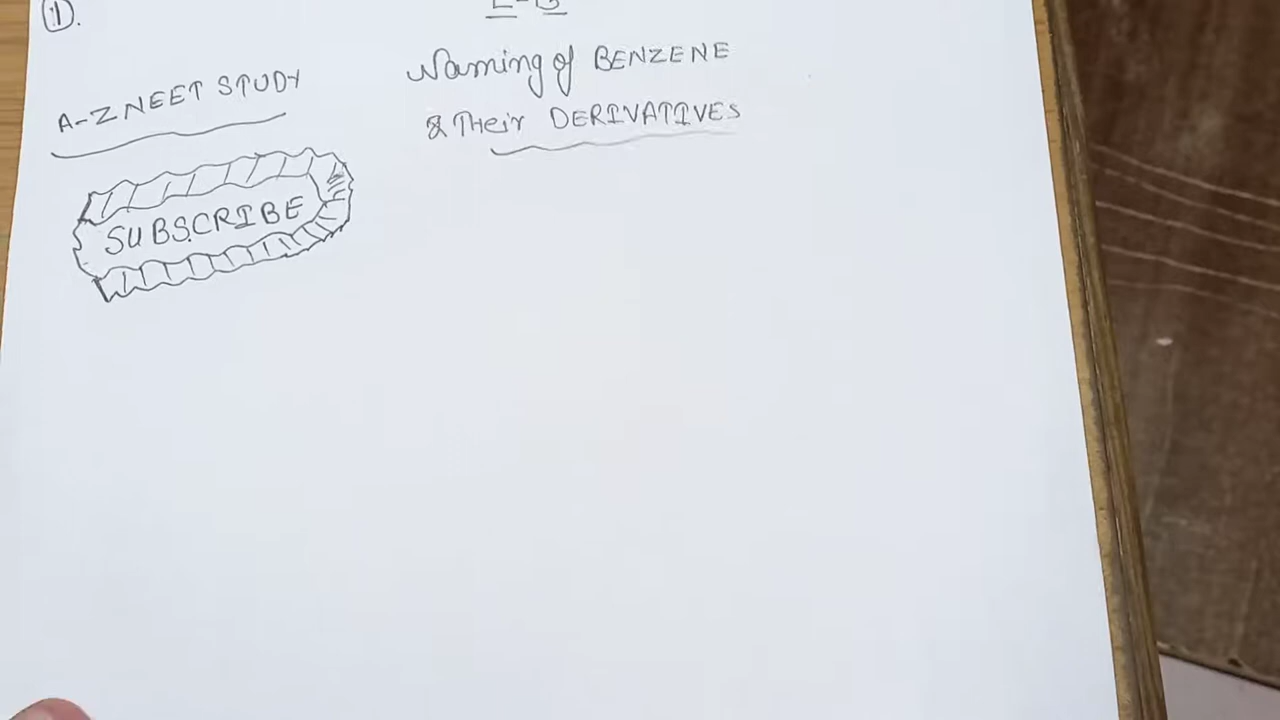 ①.
A-Z NEET STUDY
SUBSCRIBE
Naming of BENZENE
& Their DERIVATIVES